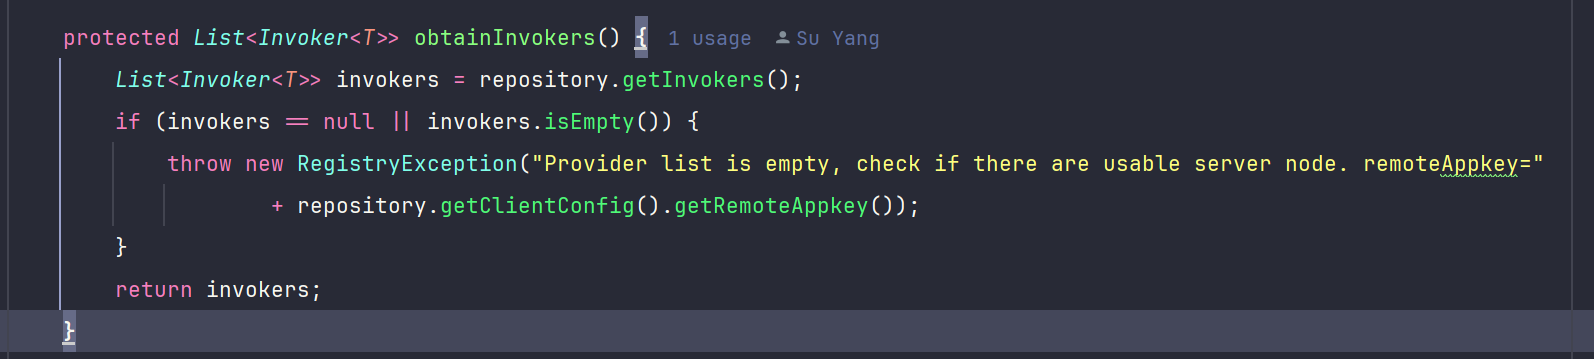 protected List<Invoker<T>> obtainInvokers() { 1 usage Su Yang
List<Invoker<T>> invokers = repository.getInvokers();
if (invokers == null || invokers.isEmpty()) {
throw new RegistryException("Provider list is empty, check if there are usable server node. remoteAppkey="
+ repository.getClientConfig().getRemoteAppkey());
}
return invokers;
}